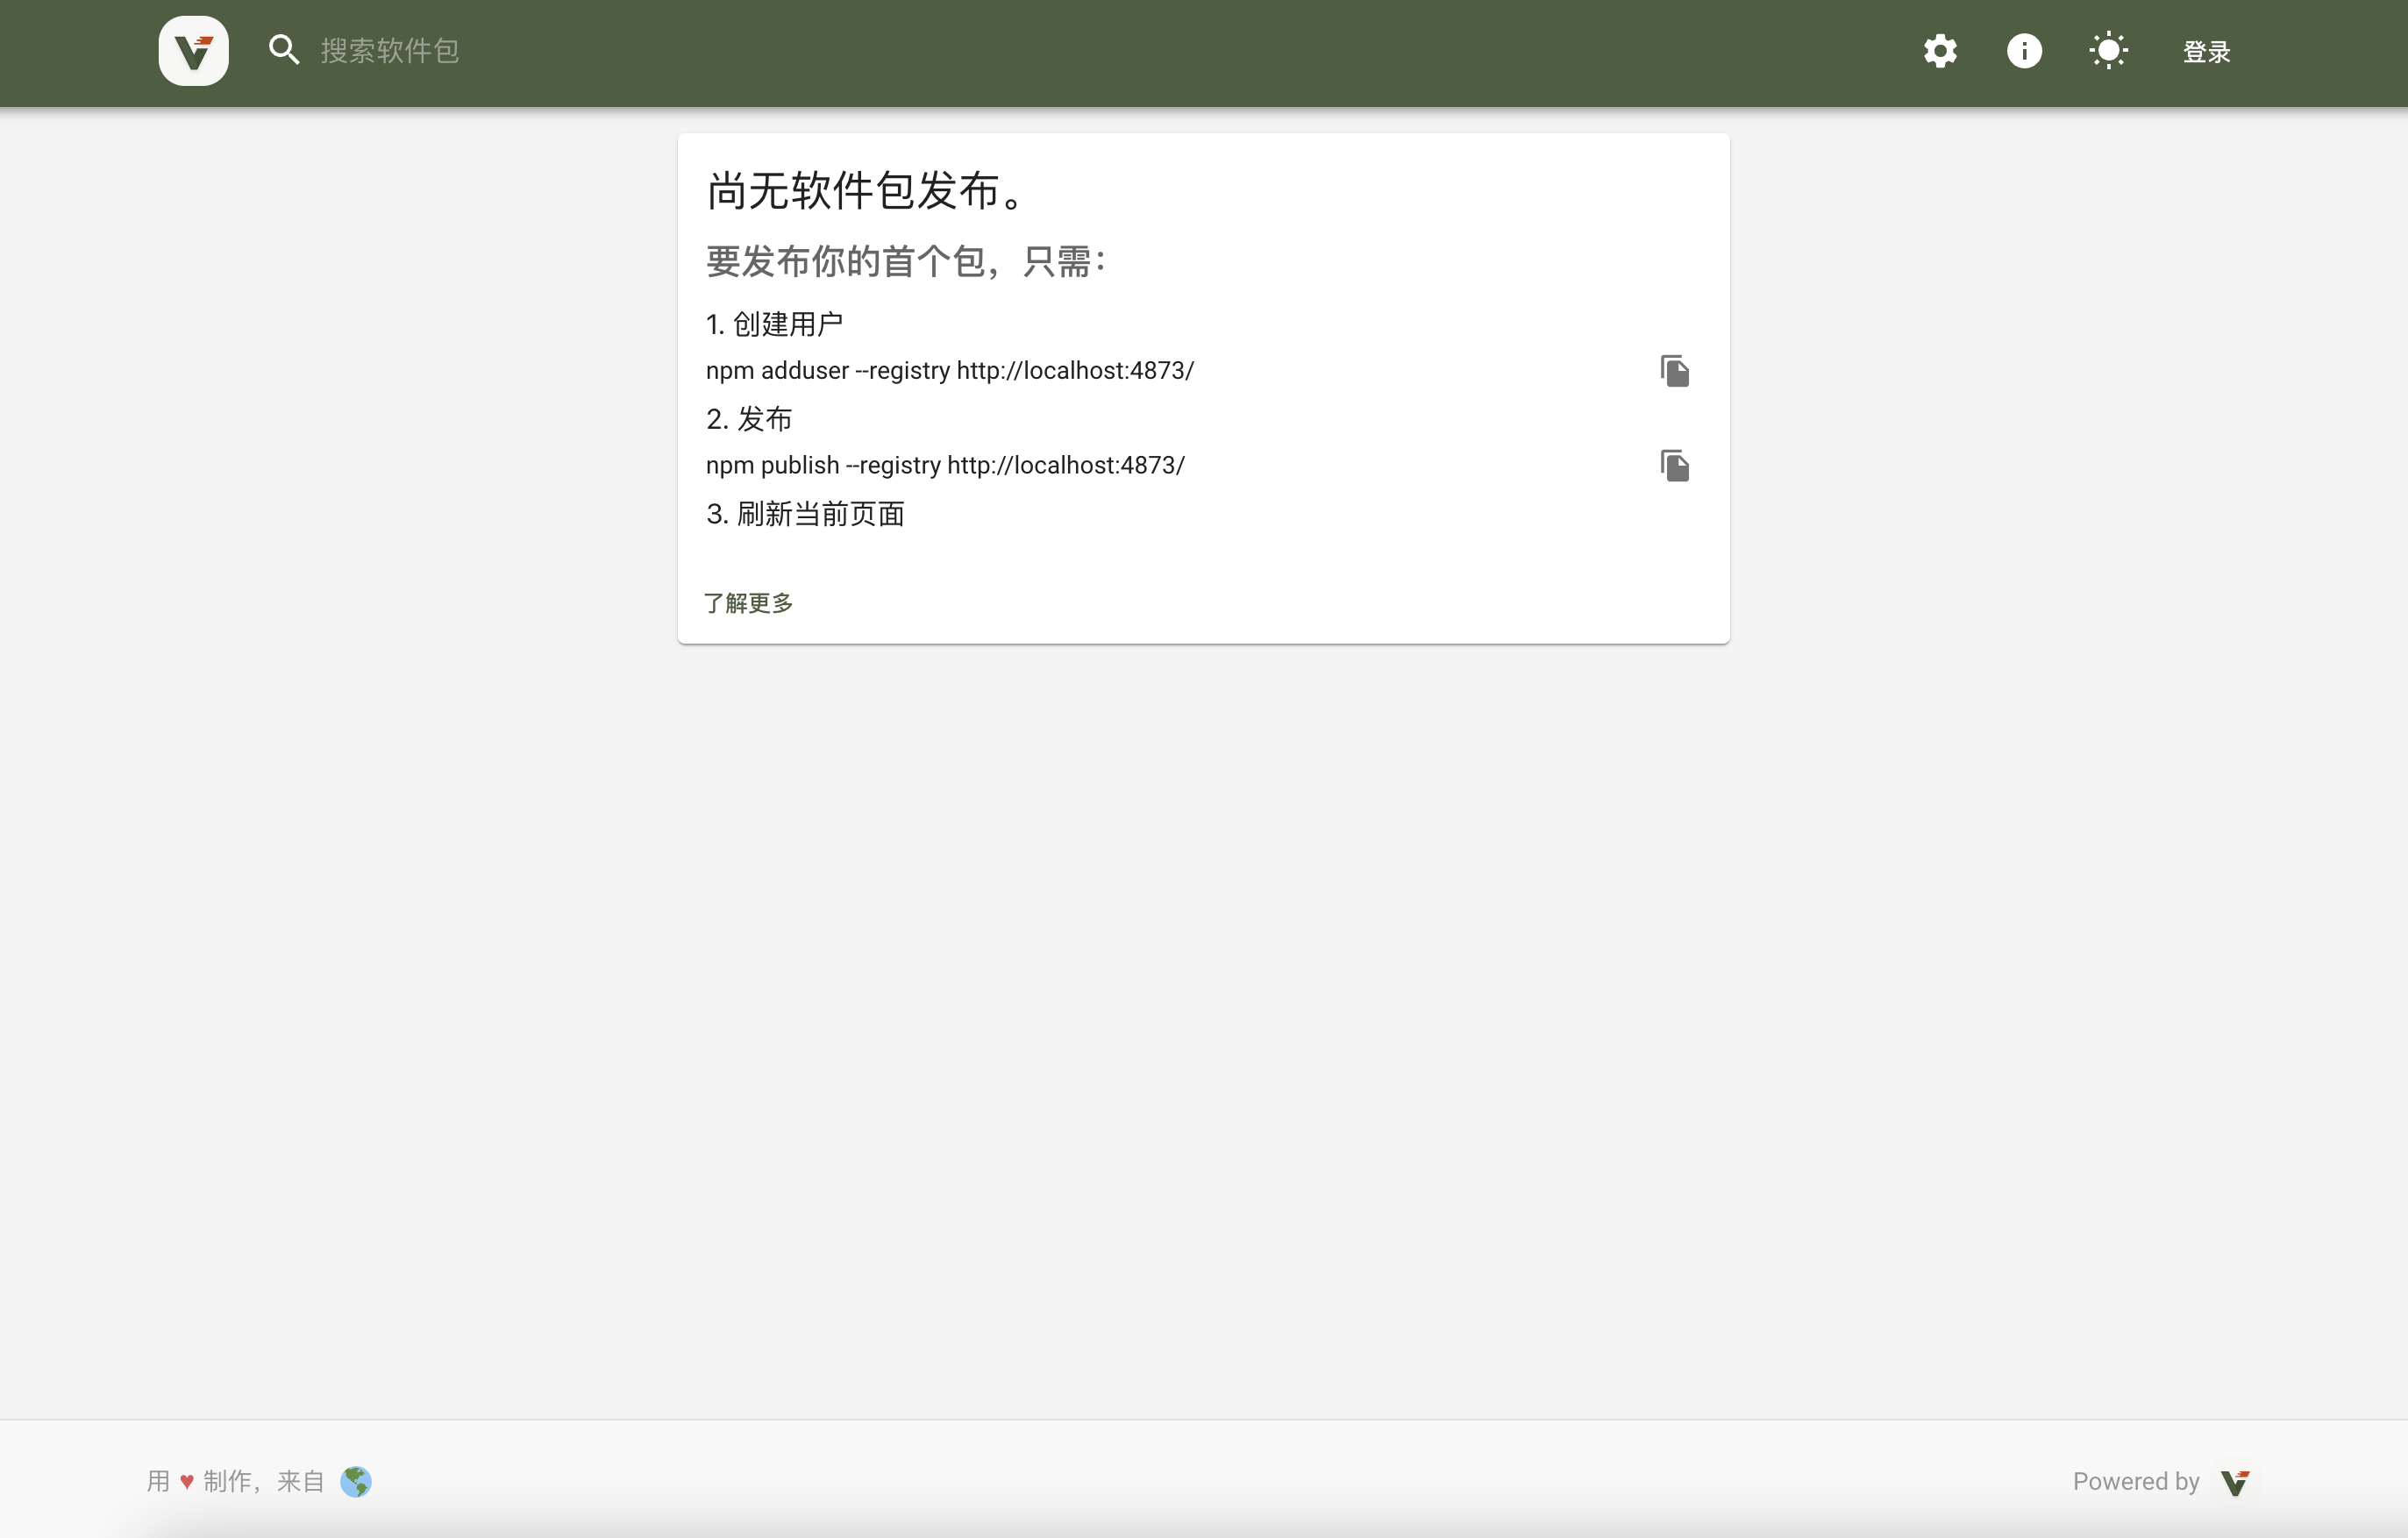 搜索软件包
登录
尚无软件包发布。
要发布你的首个包，只需：
1. 创建用户
npm adduser --registry http://localhost:4873/
2. 发布
npm publish --registry http://localhost:4873/
3. 刷新当前页面
了解更多
用 ♥ 制作，来自
Powered by